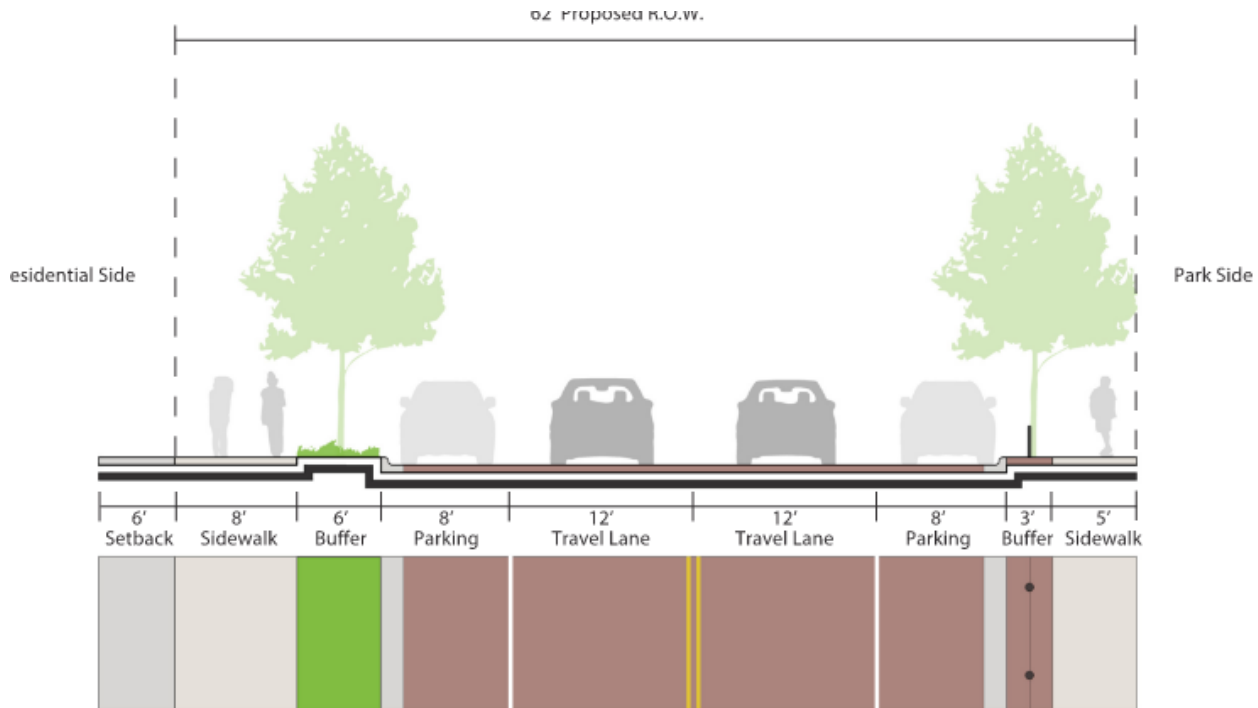 62' Proposed R.O.W.
esidential Side
Park Side
6' 8' 6' 8' 12' 12' 8' 3' 5'
Setback Sidewalk Buffer Parking Travel Lane Travel Lane Parking Buffer Sidewalk